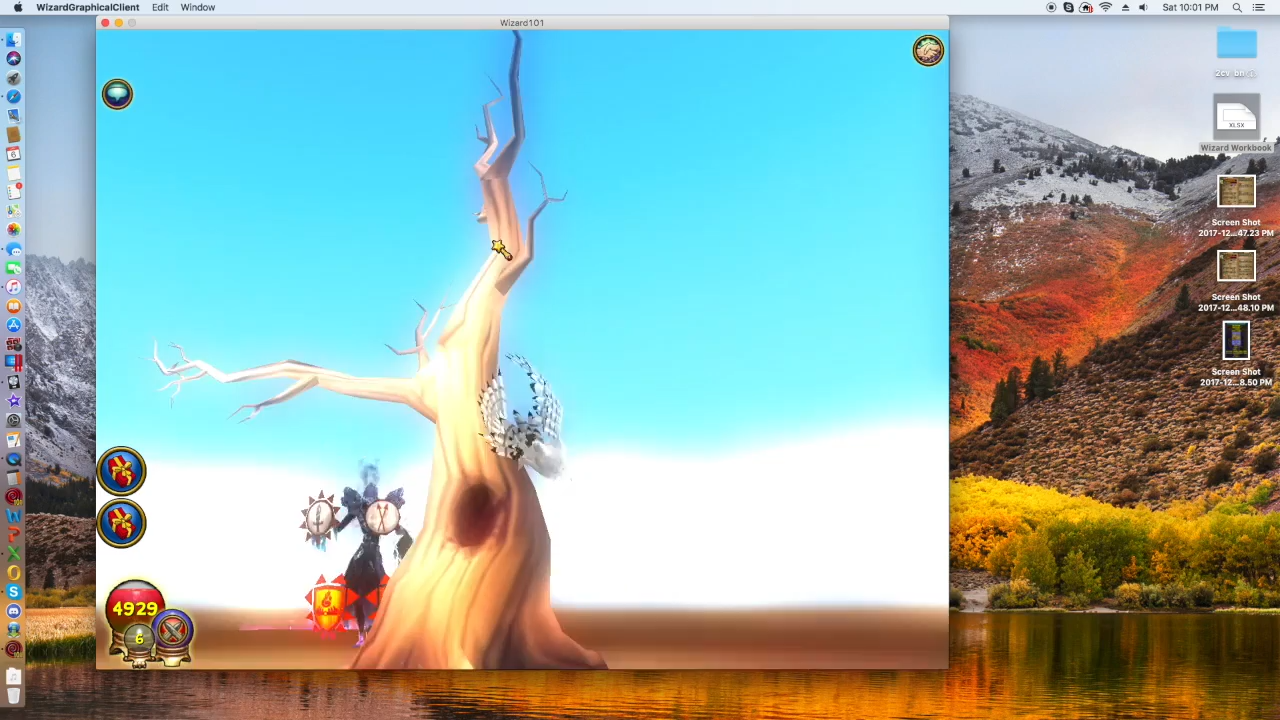 WizardGraphicalClient Edit Window
Sat 10:01 PM
Wizard101
XLSX
Wizard Workbook
Screen Shot
2017-12...47.23 PM
Screen Shot
2017-12...48.10 PM
Screen Shot
2017-12...8.50 PM
4929
6